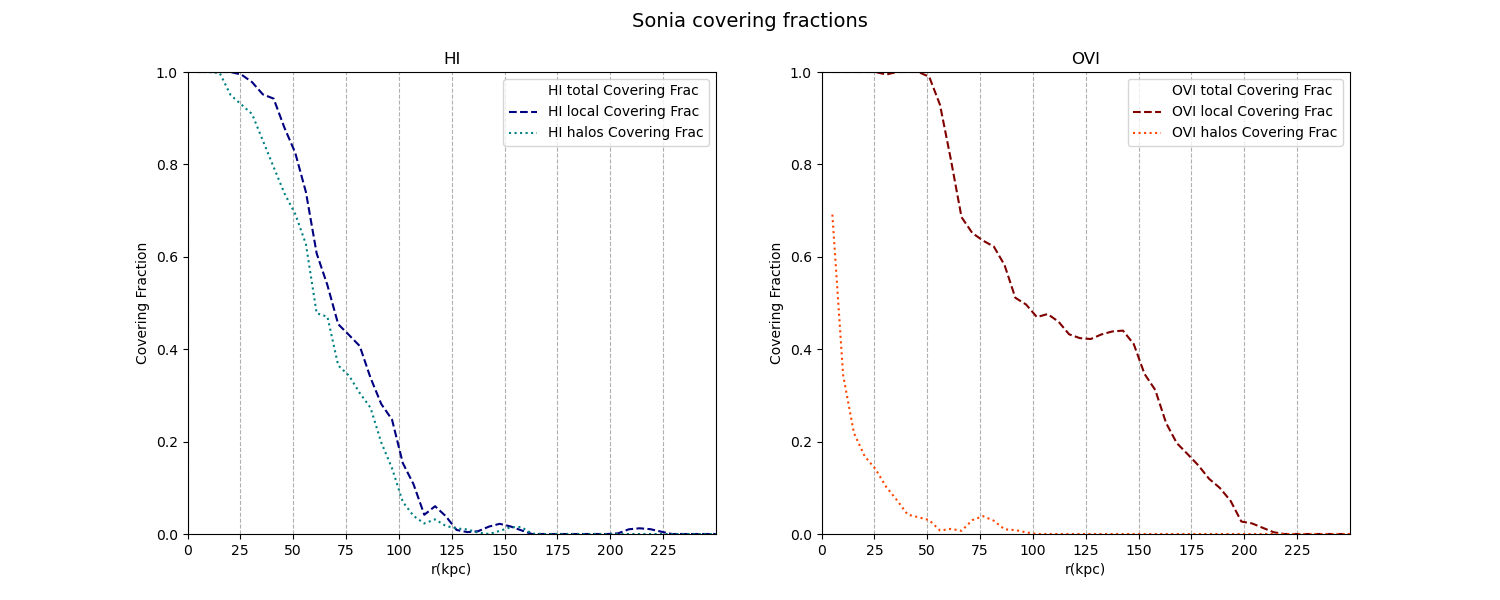 Sonia covering fractions
HI
Covering Fraction
1.0
0.8
0.6
0.4
0.2
0.0
HI total Covering Frac
HI local Covering Frac
HI halos Covering Frac
0 25 50 75 100 125 150 175 200 225
r(kpc)
OVI
Covering Fraction
1.0
0.8
0.6
0.4
0.2
0.0
OVI total Covering Frac
OVI local Covering Frac
OVI halos Covering Frac
0 25 50 75 100 125 150 175 200 225
r(kpc)